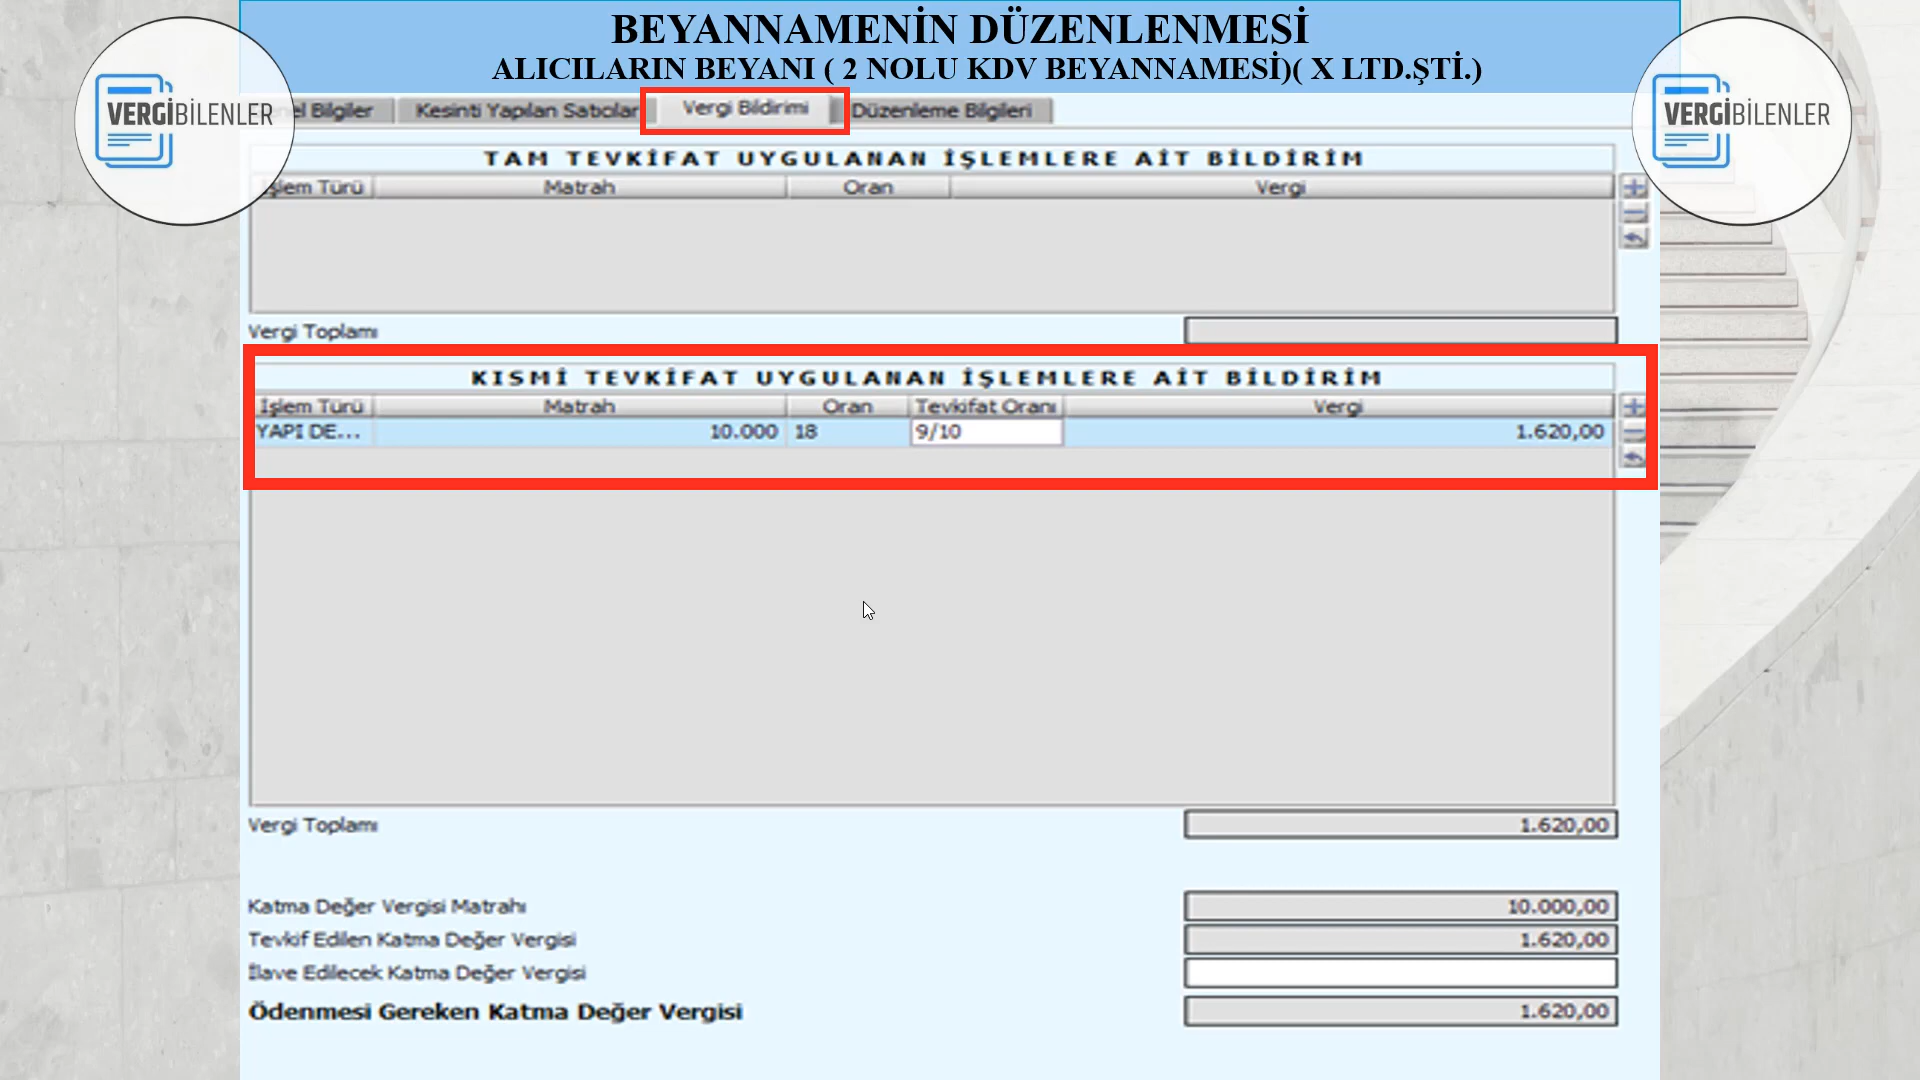 BEYANNAMENİN DÜZENLENMESİ
ALICILARIN BEYANI ( 2 NOLU KDV BEYANNAMESİ)( X LTD.ŞTİ.)
VERGİBİLENLER
VERGİBİLENLER
Bilgiler Kesinti Yapılan Satıcılar Vergi Bildirimi Düzenleme Bilgileri
TAM TEVKİFAT UYGULANAN İŞLEMLERE AİT BİLDİRİM
İşlem Türü Matrah Oran Vergi
Vergi Toplamı
KISMİ TEVKİFAT UYGULANAN İŞLEMLERE AİT BİLDİRİM
İşlem Türü Matrah Oran Tevkifat Oranı Vergi
YAPI DE... 10.000 18 9/10 1.620,00
Vergi Toplamı 1.620,00
Katma Değer Vergisi Matrahı 10.000,00
Tevkif Edilen Katma Değer Vergisi 1.620,00
İlave Edilecek Katma Değer Vergisi
Ödenmesi Gereken Katma Değer Vergisi 1.620,00